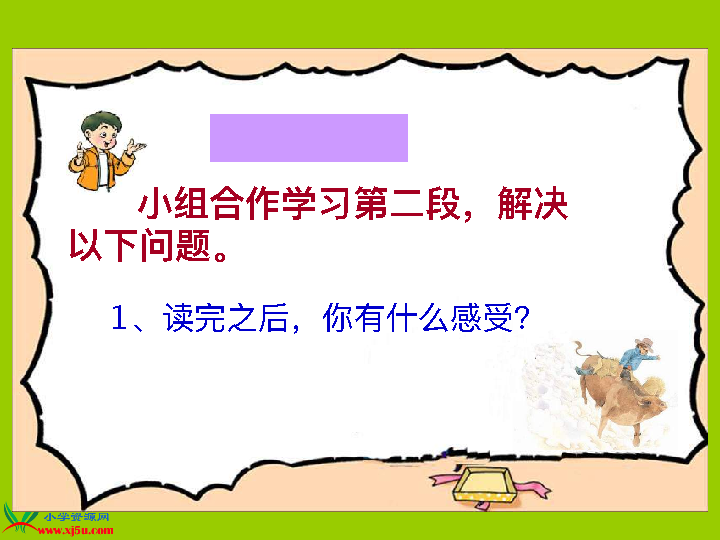 小组合作学习第二段，解决
以下问题。
1、读完之后，你有什么感受？
小学资源网
www.xj5u.com